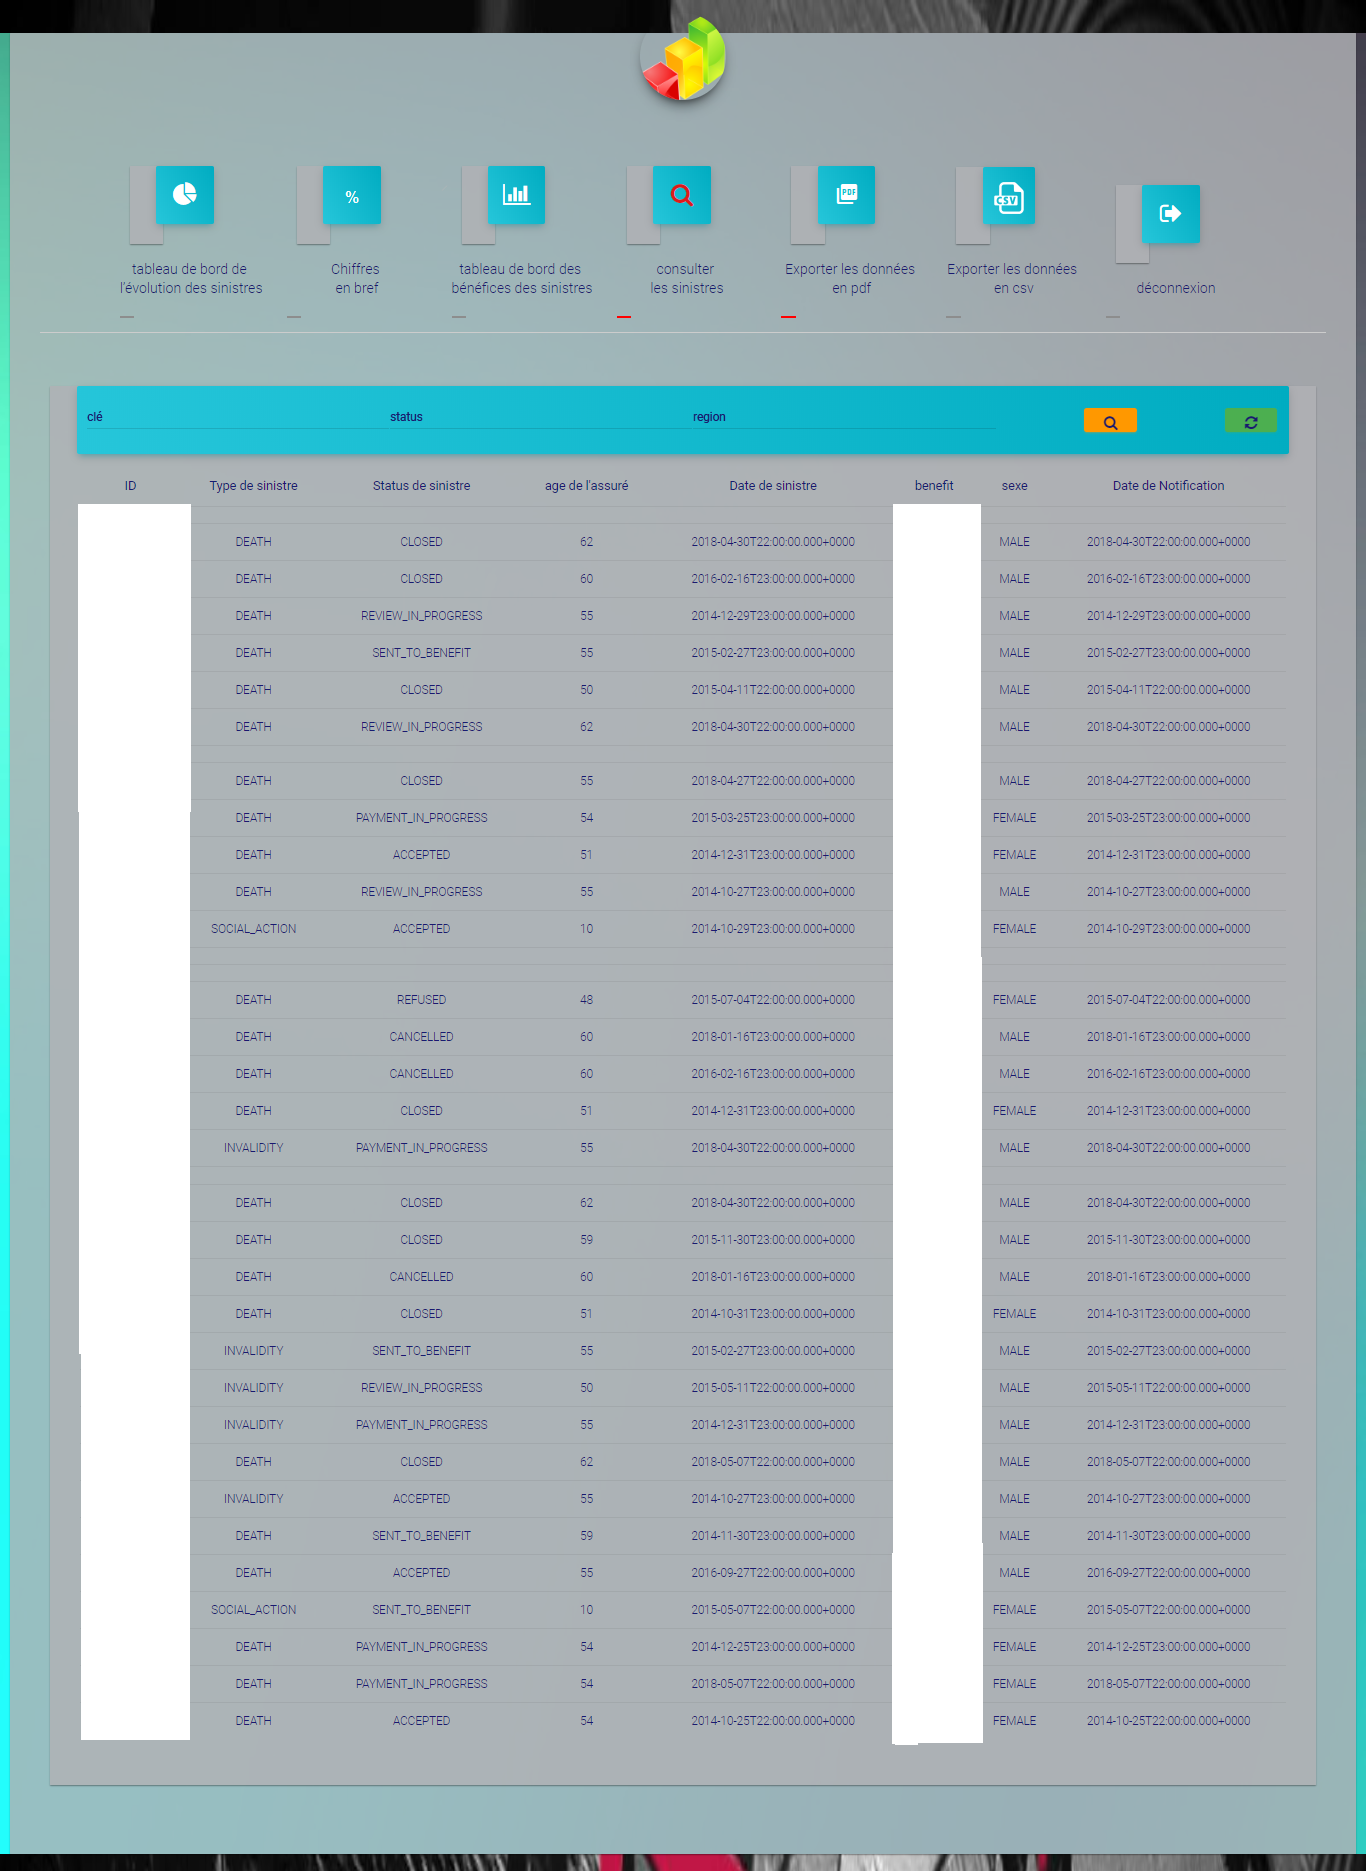 %
PDF
CSV
tableau de bord de
l'évolution des sinistres
Chiffres
en bref
tableau de bord des
bénéfices des sinistres
consulter
les sinistres
Exporter les données
en pdf
Exporter les données
en csv
déconnexion
clé status region
ID Type de sinistre Status de sinistre age de l'assuré Date de sinistre benefit sexe Date de Notification
DEATH CLOSED 62 2018-04-30T22:00:00.000+0000 MALE 2018-04-30T22:00:00.000+0000
DEATH CLOSED 60 2016-02-16T23:00:00.000+0000 MALE 2016-02-16T23:00:00.000+0000
DEATH REVIEW_IN_PROGRESS 55 2014-12-29T23:00:00.000+0000 MALE 2014-12-29T23:00:00.000+0000
DEATH SENT_TO_BENEFIT 55 2015-02-27T23:00:00.000+0000 MALE 2015-02-27T23:00:00.000+0000
DEATH CLOSED 50 2015-04-11T22:00:00.000+0000 MALE 2015-04-11T22:00:00.000+0000
DEATH REVIEW_IN_PROGRESS 62 2018-04-30T22:00:00.000+0000 MALE 2018-04-30T22:00:00.000+0000
DEATH CLOSED 55 2018-04-27T22:00:00.000+0000 MALE 2018-04-27T22:00:00.000+0000
DEATH PAYMENT_IN_PROGRESS 54 2015-03-25T23:00:00.000+0000 FEMALE 2015-03-25T23:00:00.000+0000
DEATH ACCEPTED 51 2014-12-31T23:00:00.000+0000 FEMALE 2014-12-31T23:00:00.000+0000
DEATH REVIEW_IN_PROGRESS 55 2014-10-27T23:00:00.000+0000 MALE 2014-10-27T23:00:00.000+0000
SOCIAL_ACTION ACCEPTED 10 2014-10-29T23:00:00.000+0000 FEMALE 2014-10-29T23:00:00.000+0000
DEATH REFUSED 48 2015-07-04T22:00:00.000+0000 FEMALE 2015-07-04T22:00:00.000+0000
DEATH CANCELLED 60 2018-01-16T23:00:00.000+0000 MALE 2018-01-16T23:00:00.000+0000
DEATH CANCELLED 60 2016-02-16T23:00:00.000+0000 MALE 2016-02-16T23:00:00.000+0000
DEATH CLOSED 51 2014-12-31T23:00:00.000+0000 FEMALE 2014-12-31T23:00:00.000+0000
INVALIDITY PAYMENT_IN_PROGRESS 55 2018-04-30T22:00:00.000+0000 MALE 2018-04-30T22:00:00.000+0000
DEATH CLOSED 62 2018-04-30T22:00:00.000+0000 MALE 2018-04-30T22:00:00.000+0000
DEATH CLOSED 59 2015-11-30T23:00:00.000+0000 MALE 2015-11-30T23:00:00.000+0000
DEATH CANCELLED 60 2018-01-16T23:00:00.000+0000 MALE 2018-01-16T23:00:00.000+0000
DEATH CLOSED 51 2014-10-31T23:00:00.000+0000 FEMALE 2014-10-31T23:00:00.000+0000
INVALIDITY SENT_TO_BENEFIT 55 2015-02-27T23:00:00.000+0000 MALE 2015-02-27T23:00:00.000+0000
INVALIDITY REVIEW_IN_PROGRESS 50 2015-05-11T22:00:00.000+0000 MALE 2015-05-11T22:00:00.000+0000
INVALIDITY PAYMENT_IN_PROGRESS 55 2014-12-31T23:00:00.000+0000 MALE 2014-12-31T23:00:00.000+0000
DEATH CLOSED 62 2018-05-07T22:00:00.000+0000 MALE 2018-05-07T22:00:00.000+0000
INVALIDITY ACCEPTED 55 2014-10-27T23:00:00.000+0000 MALE 2014-10-27T23:00:00.000+0000
DEATH SENT_TO_BENEFIT 59 2014-11-30T23:00:00.000+0000 MALE 2014-11-30T23:00:00.000+0000
DEATH ACCEPTED 55 2016-09-27T22:00:00.000+0000 MALE 2016-09-27T22:00:00.000+0000
SOCIAL_ACTION SENT_TO_BENEFIT 10 2015-05-07T22:00:00.000+0000 FEMALE 2015-05-07T22:00:00.000+0000
DEATH PAYMENT_IN_PROGRESS 54 2014-12-25T23:00:00.000+0000 FEMALE 2014-12-25T23:00:00.000+0000
DEATH PAYMENT_IN_PROGRESS 54 2018-05-07T22:00:00.000+0000 FEMALE 2018-05-07T22:00:00.000+0000
DEATH ACCEPTED 54 2014-10-25T22:00:00.000+0000 FEMALE 2014-10-25T22:00:00.000+0000